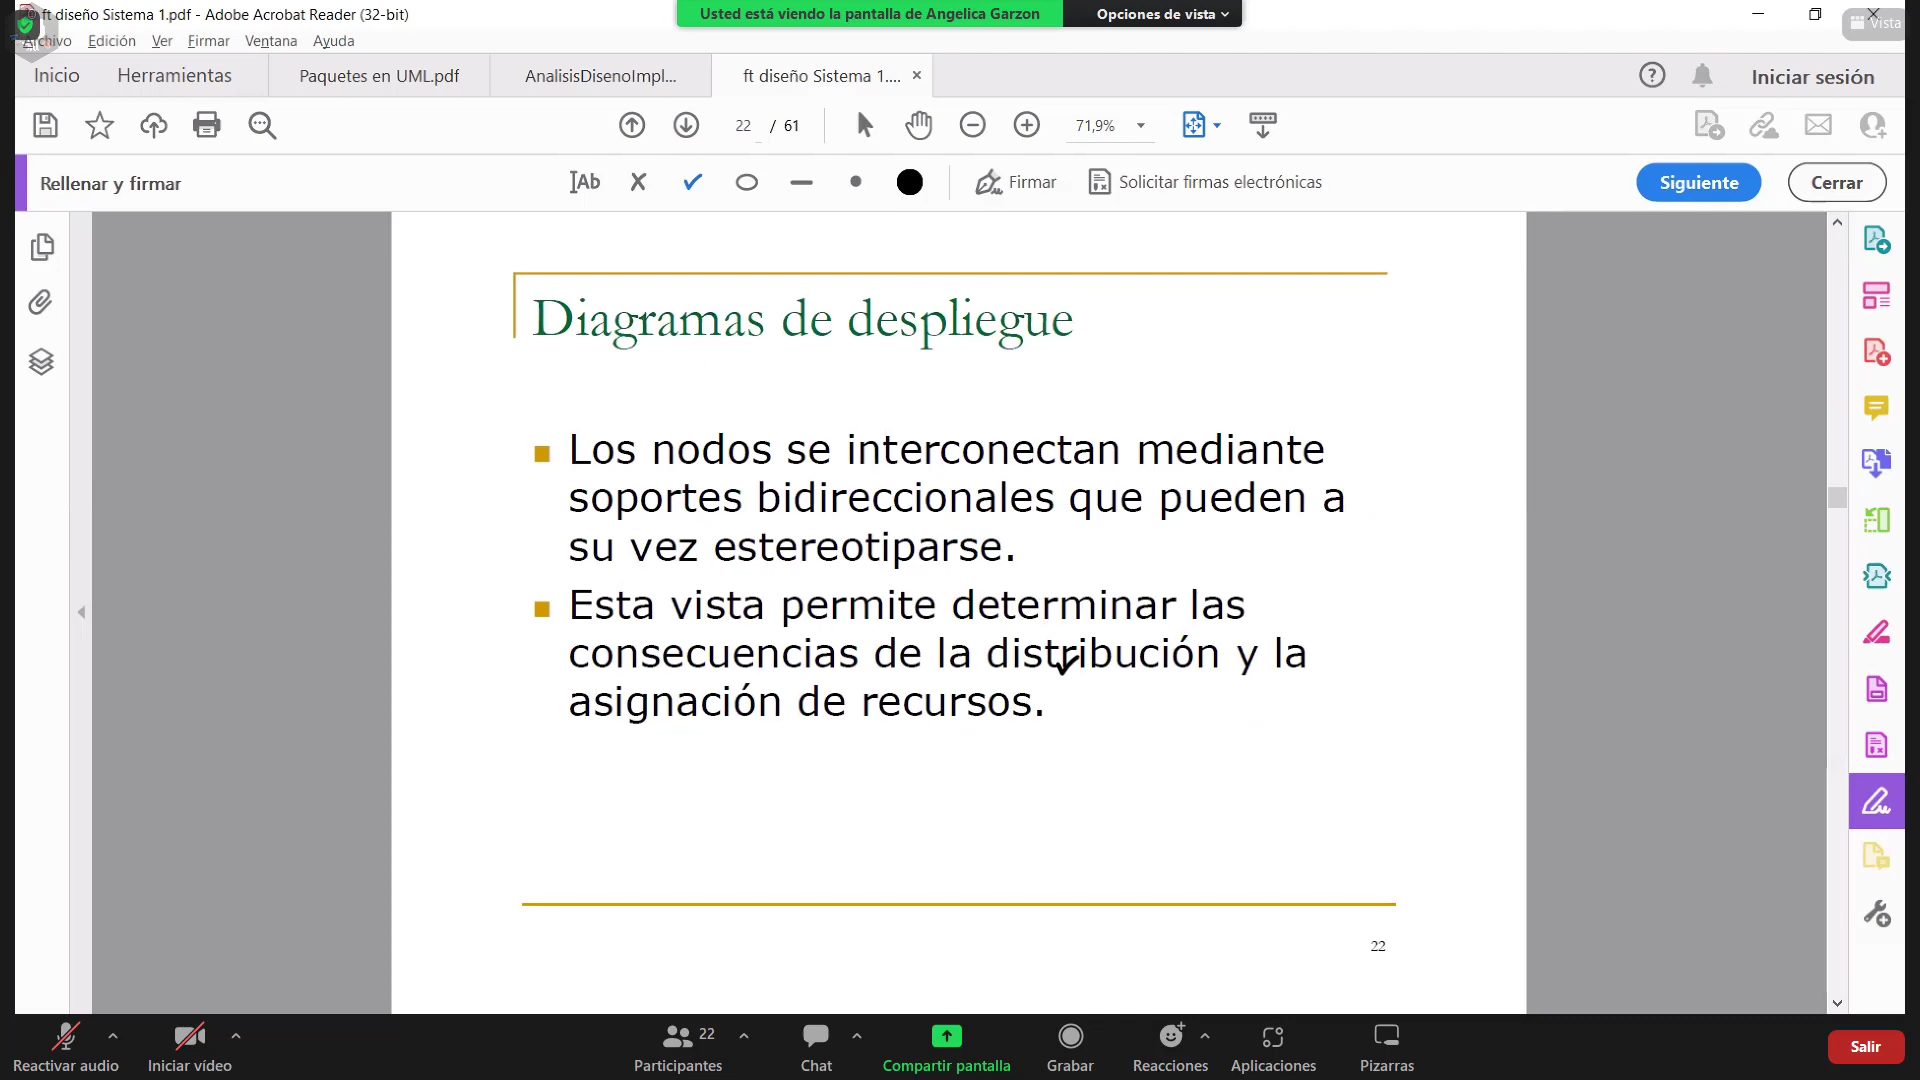 ft diseño Sistema 1.pdf - Adobe Acrobat Reader (32-bit)
Usted está viendo la pantalla de Angelica Garzon
Opciones de vista
Vista
Archivo Edición Ver Firmar Ventana Ayuda
Inicio Herramientas Paquetes en UML.pdf AnalisisDisenoImpl... ft diseño Sistema 1.... × Iniciar sesión
22 / 61 71,9%
Rellenar y firmar Ab Firmar Solicitar firmas electrónicas Siguiente Cerrar
Diagramas de despliegue
Los nodos se interconectan mediante
soportes bidireccionales que pueden a
su vez estereotiparse.
Esta vista permite determinar las
consecuencias de la distribución y la
asignación de recursos.
22
22
Reactivar audio Iniciar vídeo Participantes Chat Compartir pantalla Grabar Reacciones Aplicaciones Pizarras Salir